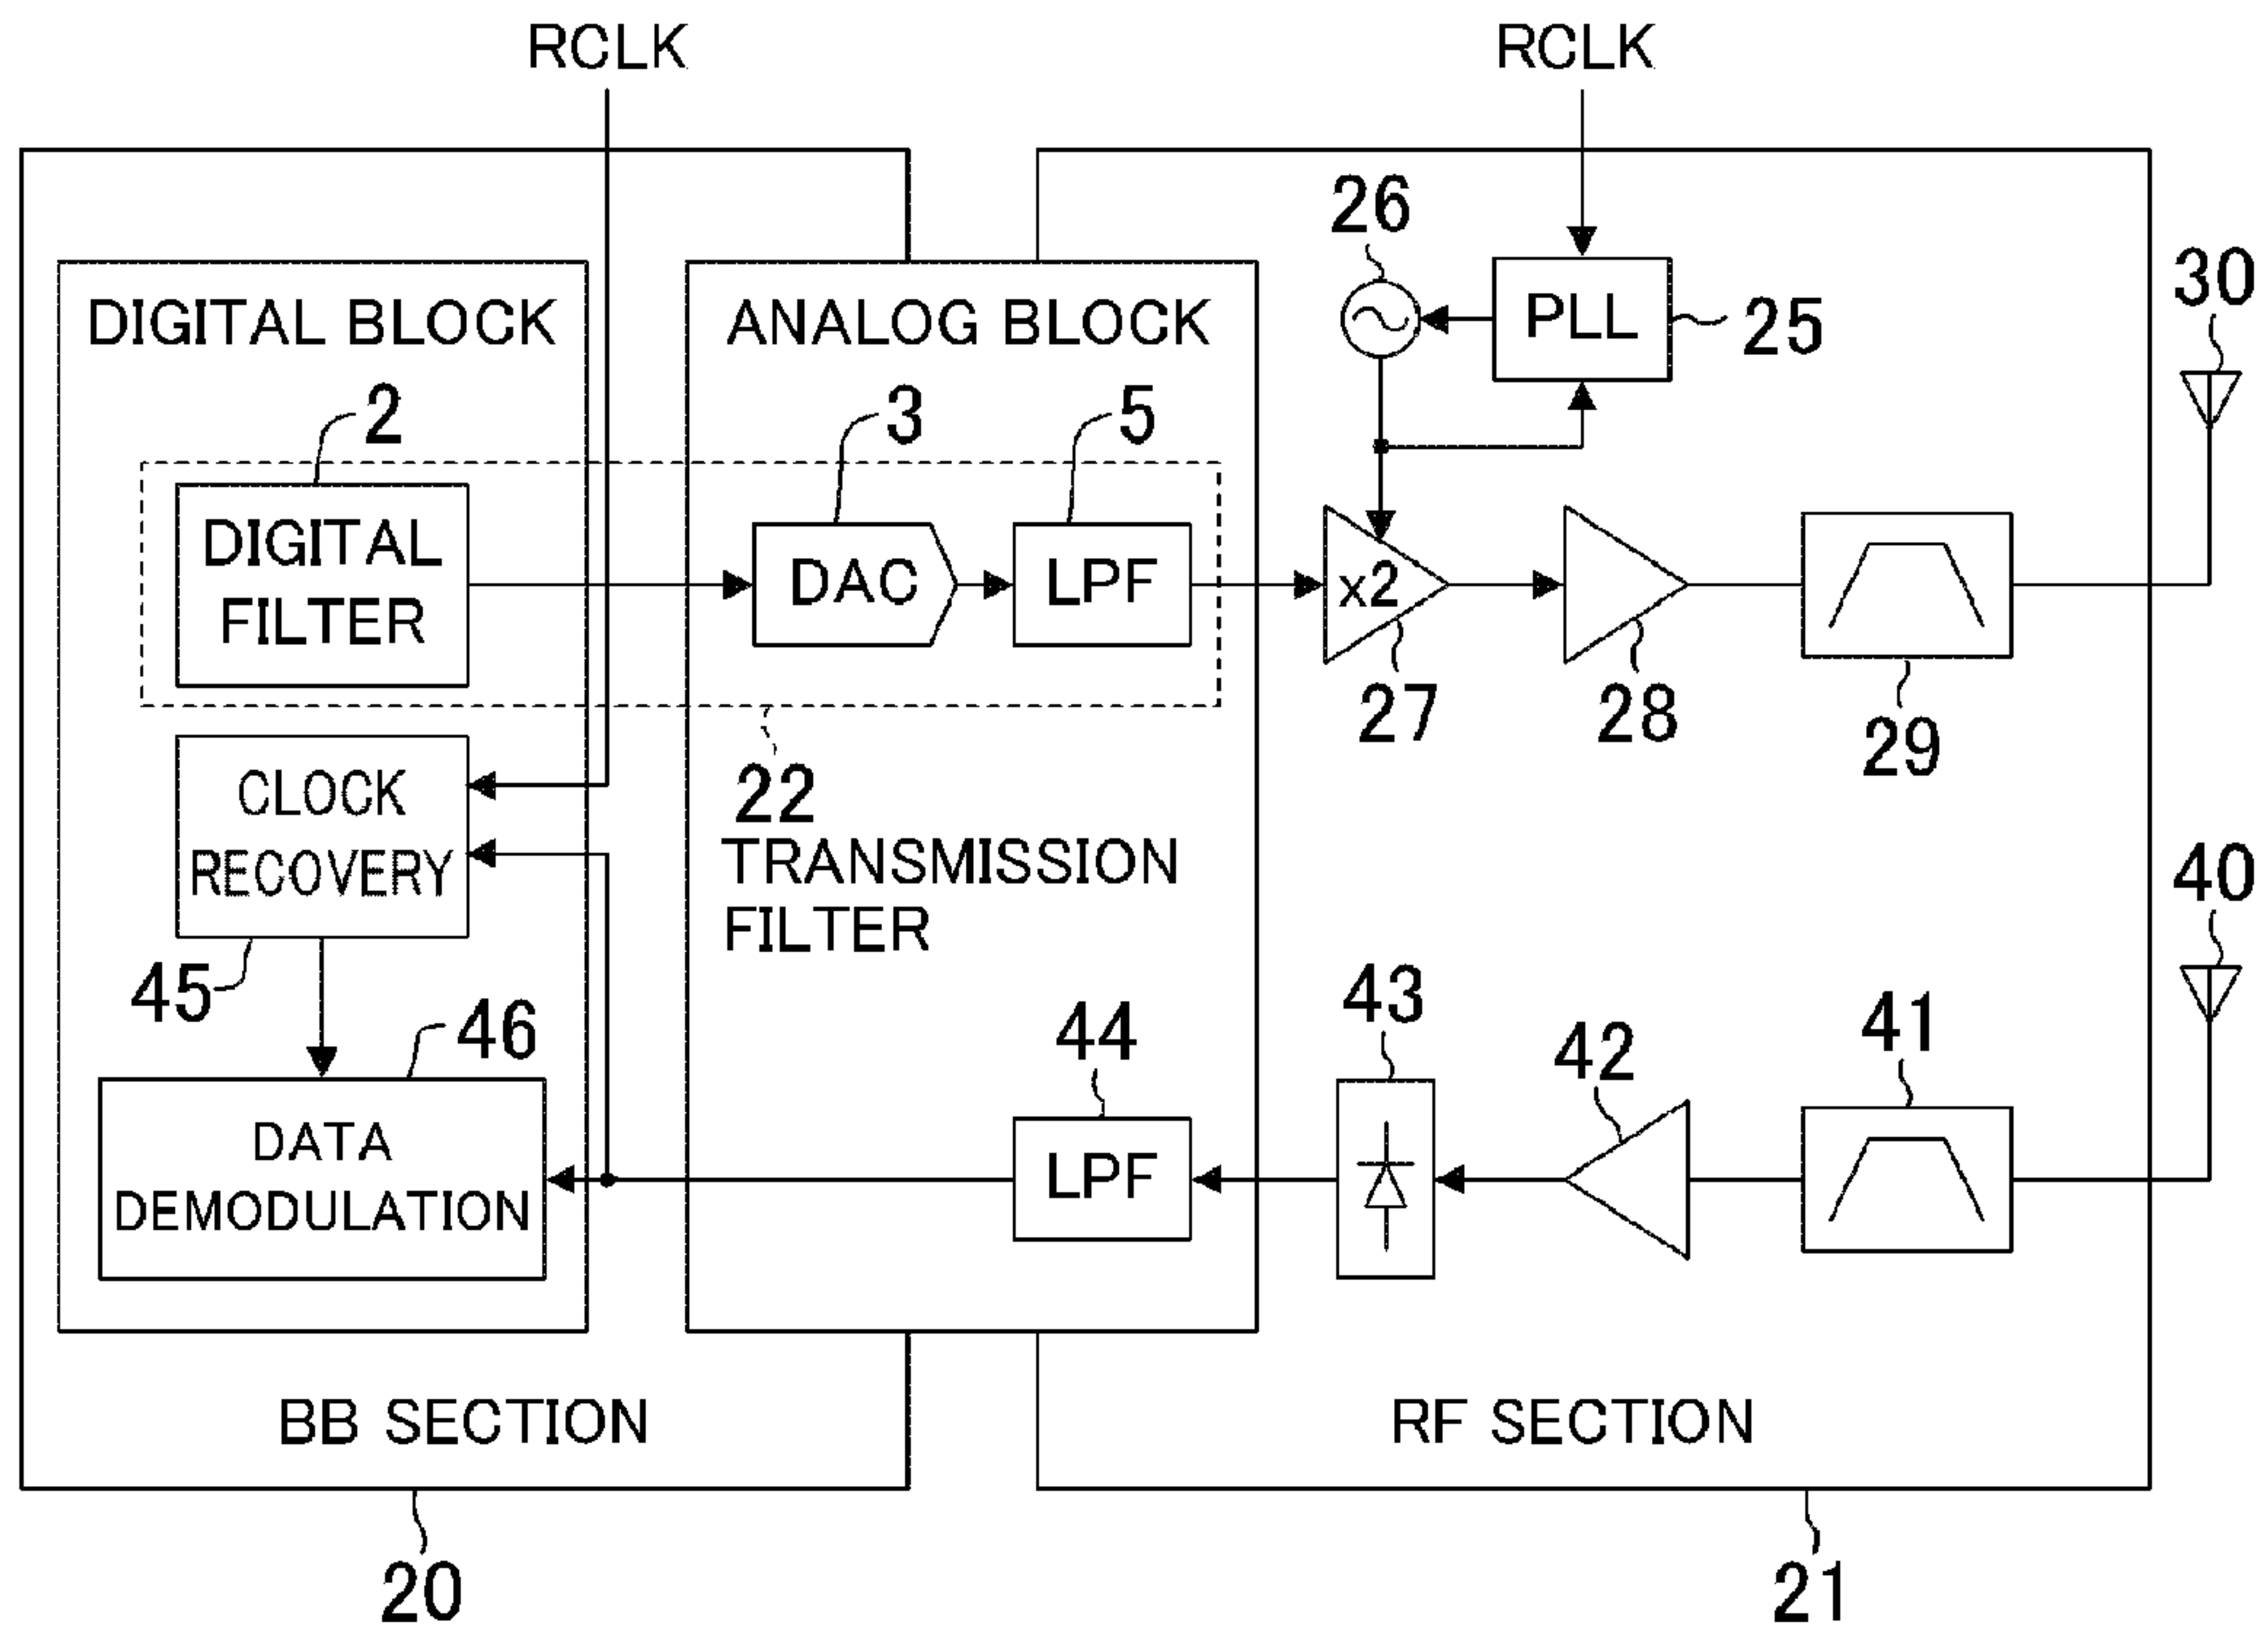 RCLK
RCLK
26
30
DIGITAL BLOCK
ANALOG BLOCK
PLL
25
2
3
5
DIGITAL
FILTER
DAC
LPF
x2
27
28
29
CLOCK
RECOVERY
22
TRANSMISSION
FILTER
40
45
46
44
43
42
41
DATA
DEMODULATION
LPF
BB SECTION
RF SECTION
20
21